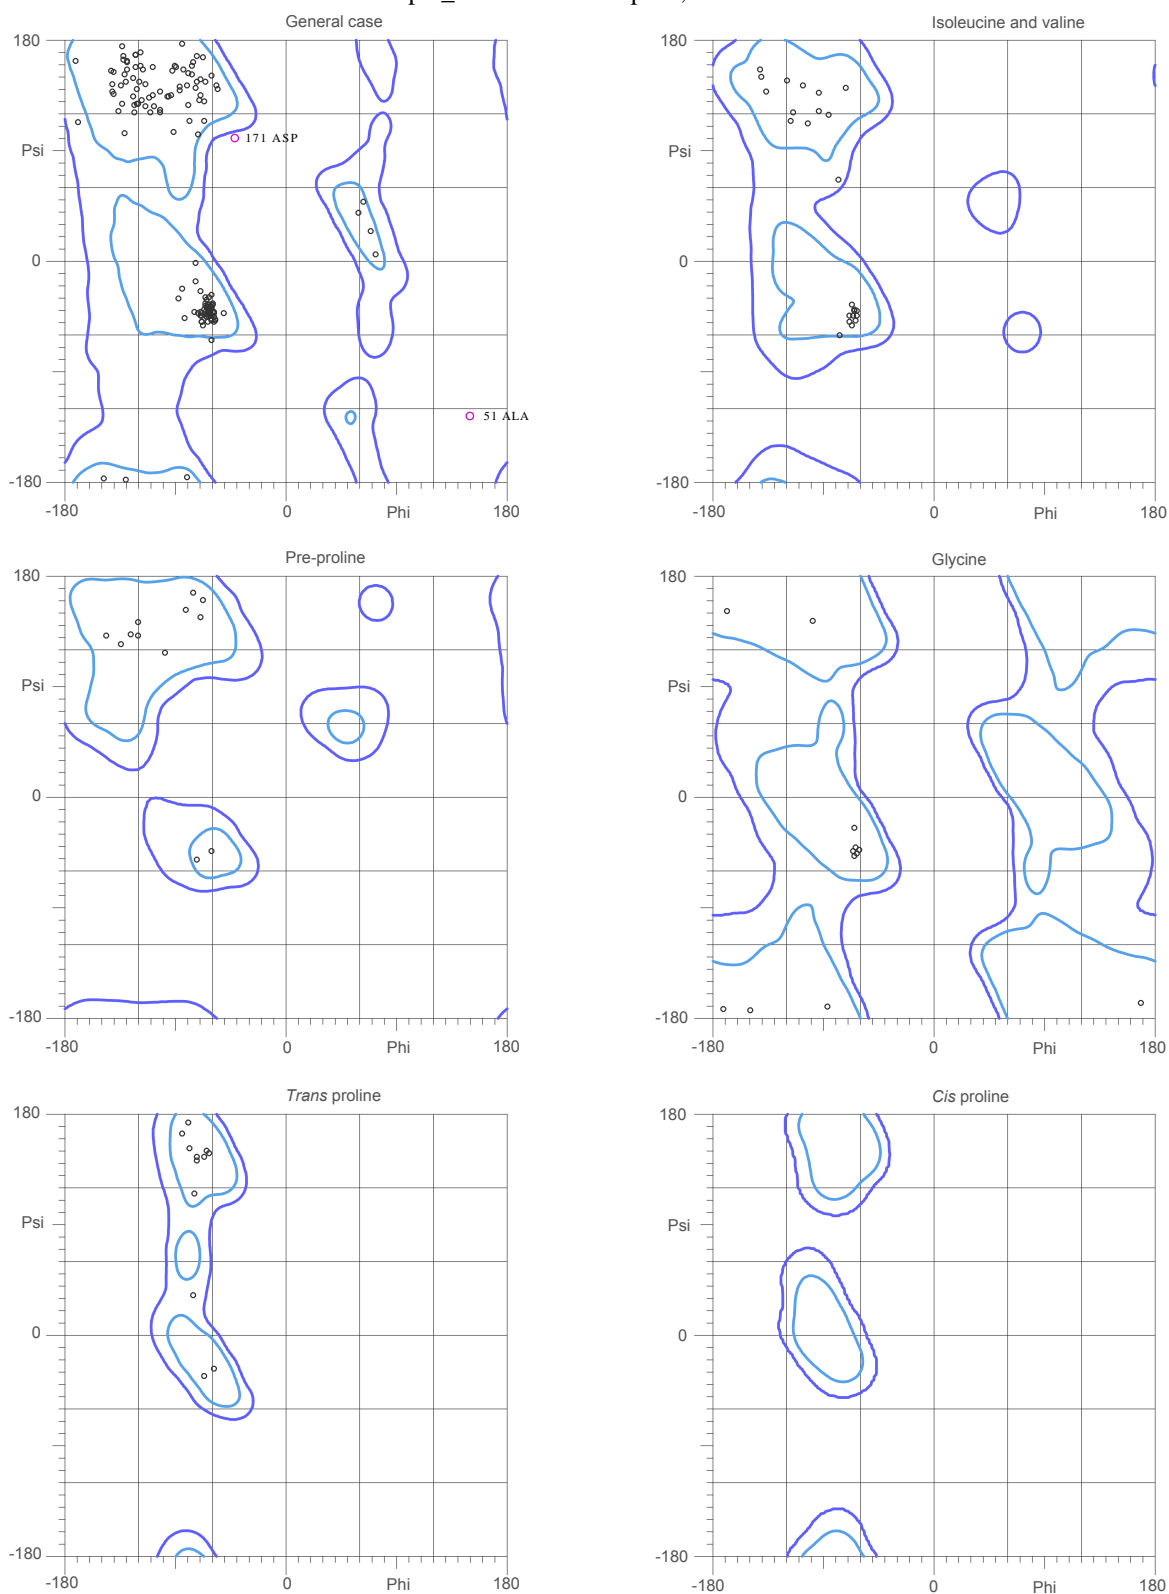 General case
Isoleucine and valine
180
180
171 ASP
Psi
Psi
0
0
51 ALA
-180
-180
-180
0
Phi
180
-180
0
Phi
180
Pre-proline
Glycine
180
180
Psi
Psi
0
0
-180
-180
-180
0
Phi
180
-180
0
Phi
180
Trans proline
Cis proline
180
180
Psi
Psi
0
0
-180
-180
-180
0
Phi
180
-180
0
Phi
180